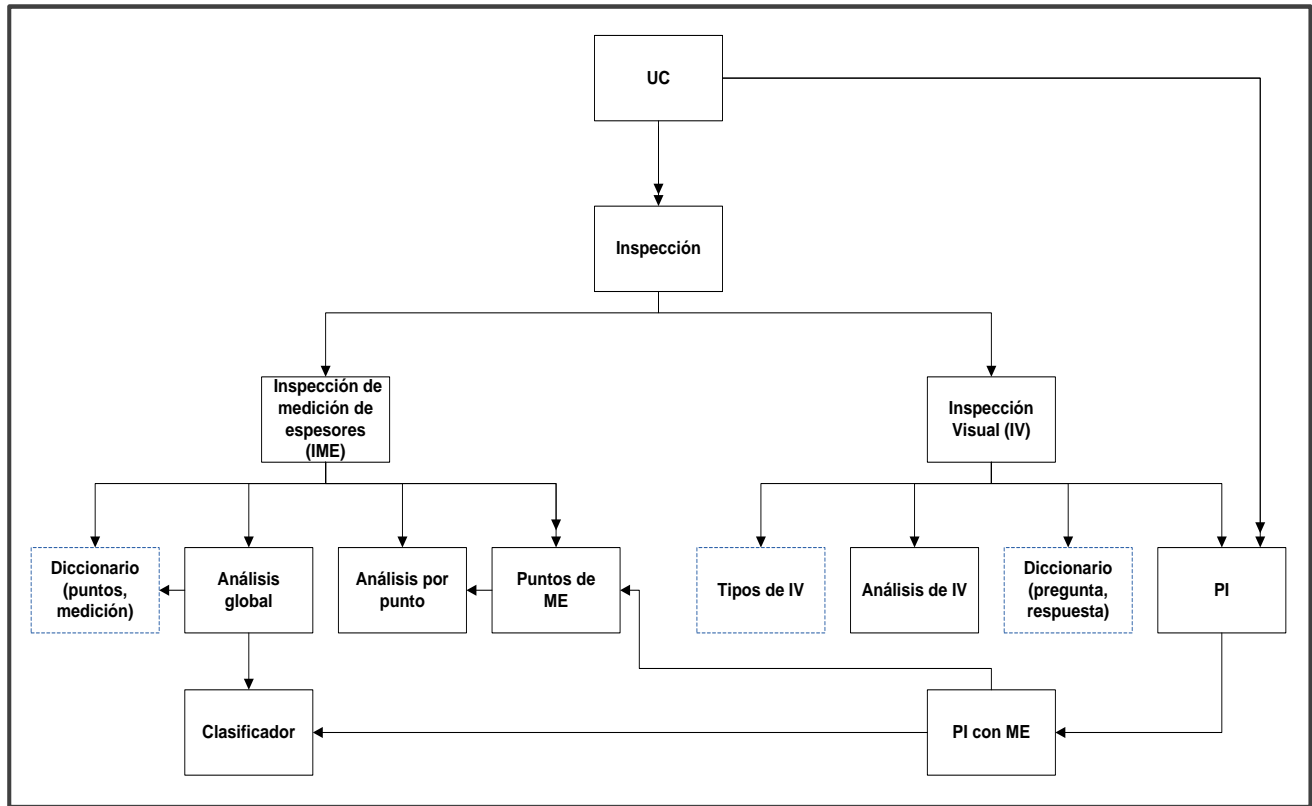 UC
Inspección
Inspección de
medición de
espesores
(IME)
Inspección
Visual (IV)
Diccionario
(puntos,
medición)
Análisis
global
Análisis por
punto
Puntos de
ME
Tipos de IV
Análisis de IV
Diccionario
(pregunta,
respuesta)
PI
Clasificador
PI con ME